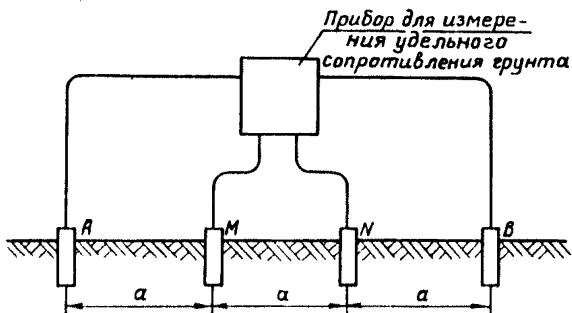 Прибор для измере-
ния удельного
сопротивления грунта
A M N B
a a a